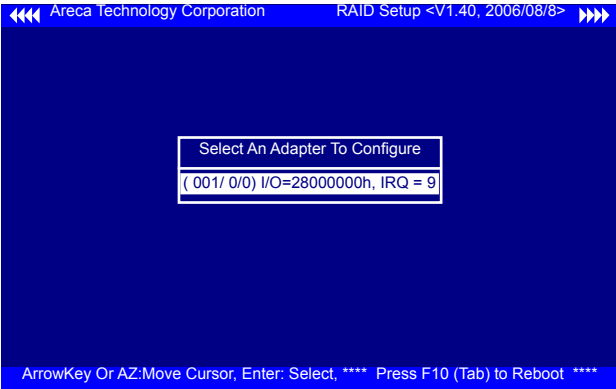 Areca Technology Corporation RAID Setup <V1.40, 2006/08/8>
Select An Adapter To Configure
( 001/ 0/0) I/O=28000000h, IRQ = 9
ArrowKey Or AZ:Move Cursor, Enter: Select, **** Press F10 (Tab) to Reboot ****